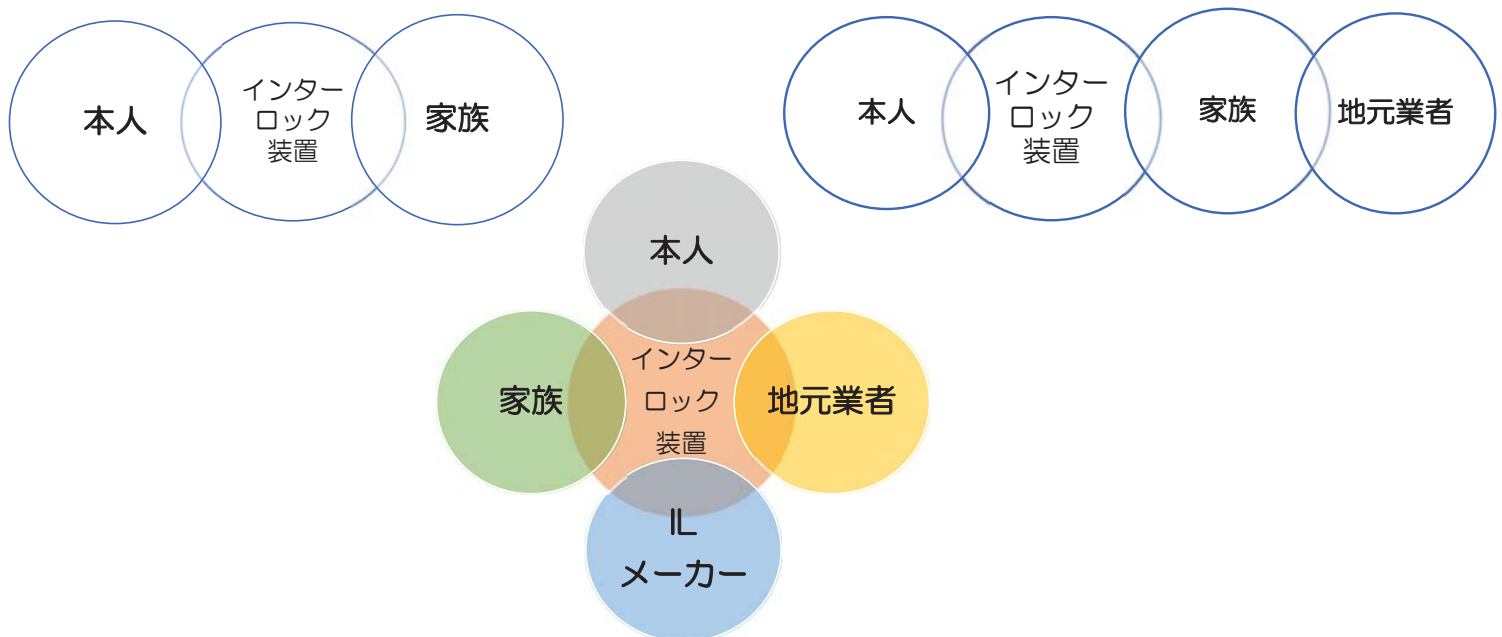 本人
インター
ロック
装置
家族
本人
インター
ロック
装置
家族
地元業者
本人
家族
インター
ロック
装置
地元業者
IL
メーカー